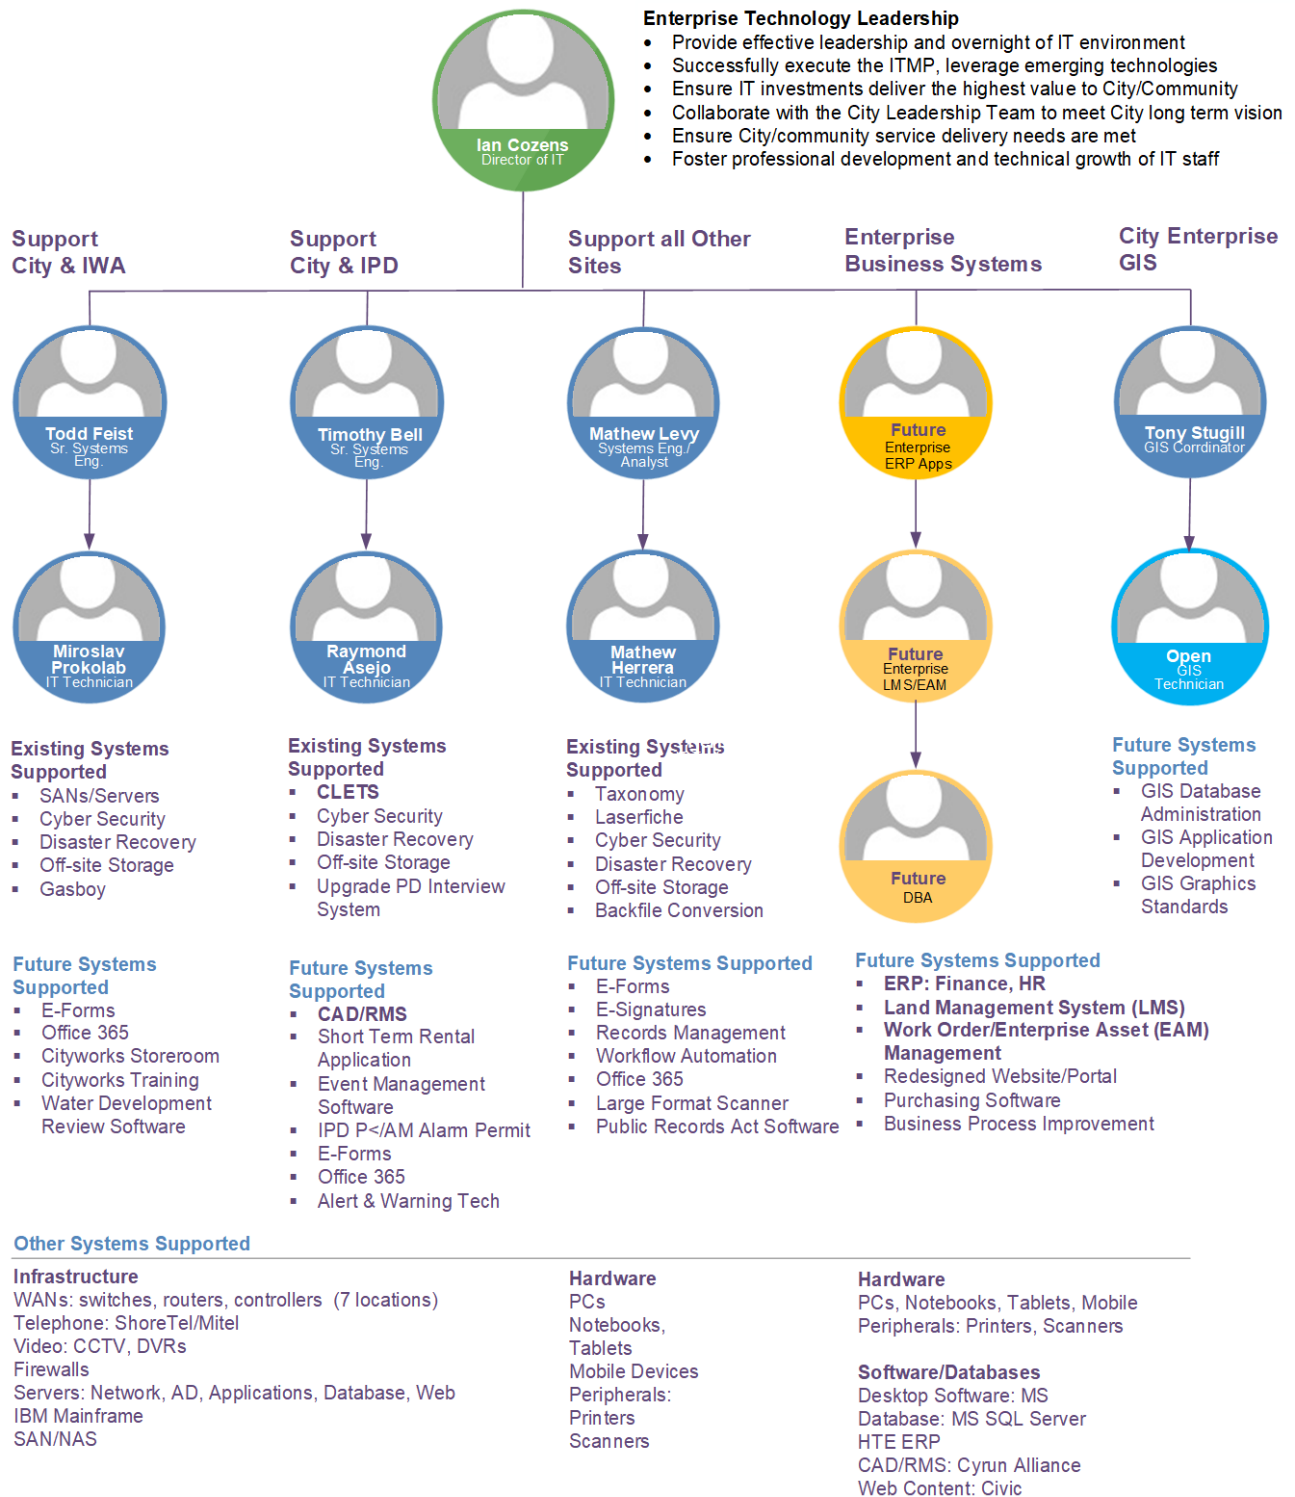 Enterprise Technology Leadership
• Provide effective leadership and overnight of IT environment
• Successfully execute the ITMP, leverage emerging technologies
• Ensure IT investments deliver the highest value to City/Community
• Collaborate with the City Leadership Team to meet City long term vision
• Ensure City/community service delivery needs are met
• Foster professional development and technical growth of IT staff
Ian Cozens
Director of IT
Support
City & IWA
Support
City & IPD
Support all Other
Sites
Enterprise
Business Systems
City Enterprise
GIS
Todd Feist
Sr. Systems
Eng.
Timothy Bell
Sr. Systems
Eng.
Mathew Levy
Systems Eng./
Analyst
Future
Enterprise
ERP Apps
Tony Stugill
GIS Corrdinator
Miroslav
Prokolab
IT Technician
Raymond
Asejo
IT Technician
Mathew
Herrera
IT Technician
Future
Enterprise
LMS/EAM
Open
GIS
Technician
Future
DBA
Existing Systems
Supported
▪ SANs/Servers
▪ Cyber Security
▪ Disaster Recovery
▪ Off-site Storage
▪ Gasboy
Existing Systems
Supported
▪ CLETS
▪ Cyber Security
▪ Disaster Recovery
▪ Off-site Storage
▪ Upgrade PD Interview
System
Existing Systems
Supported
▪ Taxonomy
▪ Laserfiche
▪ Cyber Security
▪ Disaster Recovery
▪ Off-site Storage
▪ Backfile Conversion
Future Systems
Supported
▪ GIS Database
Administration
▪ GIS Application
Development
▪ GIS Graphics
Standards
Future Systems
Supported
▪ E-Forms
▪ Office 365
▪ Cityworks Storeroom
▪ Cityworks Training
▪ Water Development
Review Software
Future Systems
Supported
▪ CAD/RMS
▪ Short Term Rental
Application
▪ Event Management
Software
▪ IPD P</AM Alarm Permit
▪ E-Forms
▪ Office 365
▪ Alert & Warning Tech
Future Systems Supported
▪ E-Forms
▪ E-Signatures
▪ Records Management
▪ Workflow Automation
▪ Office 365
▪ Large Format Scanner
▪ Public Records Act Software
Future Systems Supported
▪ ERP: Finance, HR
▪ Land Management System (LMS)
▪ Work Order/Enterprise Asset (EAM)
Management
▪ Redesigned Website/Portal
▪ Purchasing Software
▪ Business Process Improvement
Other Systems Supported
Infrastructure
WANs: switches, routers, controllers (7 locations)
Telephone: ShoreTel/Mitel
Video: CCTV, DVRs
Firewalls
Servers: Network, AD, Applications, Database, Web
IBM Mainframe
SAN/NAS
Hardware
PCs
Notebooks,
Tablets
Mobile Devices
Peripherals:
Printers
Scanners
Hardware
PCs, Notebooks, Tablets, Mobile
Peripherals: Printers, Scanners
Software/Databases
Desktop Software: MS
Database: MS SQL Server
HTE ERP
CAD/RMS: Cyrun Alliance
Web Content: Civic